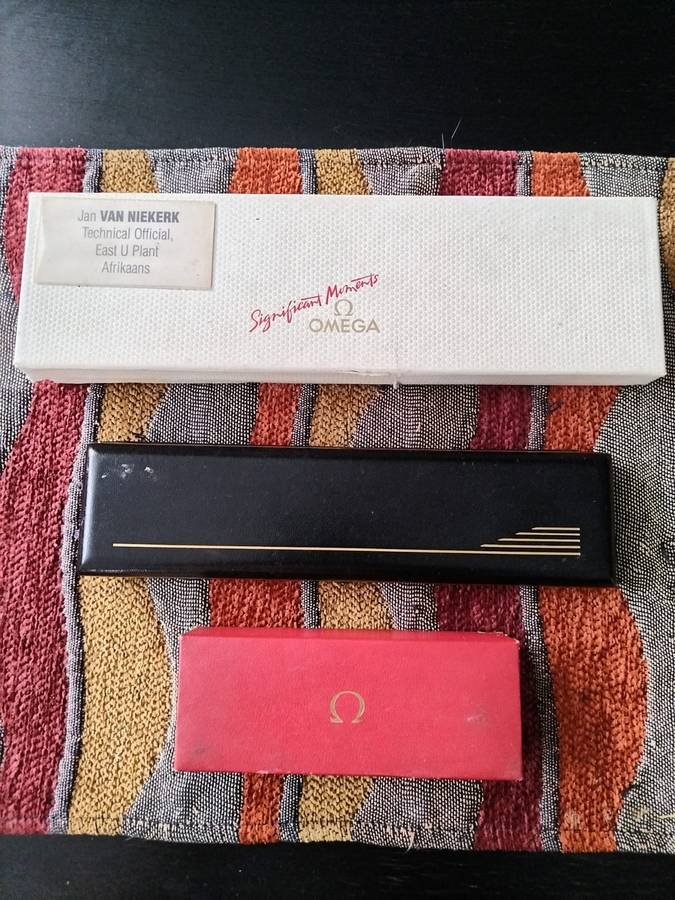 Jan VAN NIEKERK
Technical Official,
East U Plant
Afrikaans
Significant Moments
Ω
OMEGA
Ω